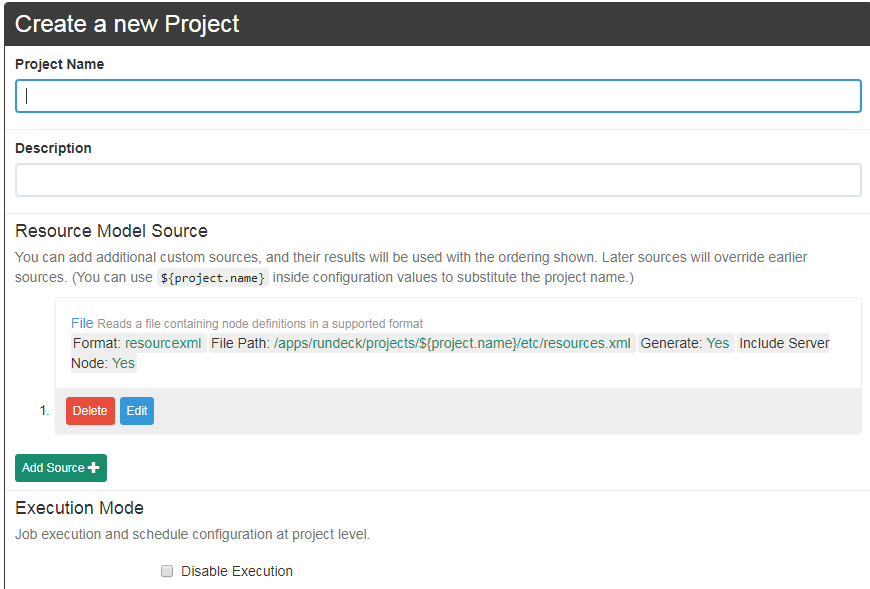 Create a new Project
Project Name
Description
Resource Model Source
You can add additional custom sources, and their results will be used with the ordering shown. Later sources will override earlier
sources. (You can use ${project.name} inside configuration values to substitute the project name.)
File Reads a file containing node definitions in a supported format
Format: resourcexml File Path: /apps/rundeck/projects/${project.name}/etc/resources.xml Generate: Yes Include Server
Node: Yes
1. Delete Edit
Add Source
Execution Mode
Job execution and schedule configuration at project level.
Disable Execution